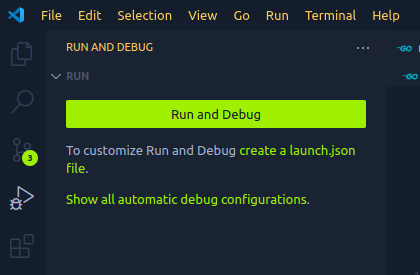 File Edit Selection View Go Run Terminal Help
RUN AND DEBUG
RUN
Run and Debug
To customize Run and Debug create a launch.json
file.
3
Show all automatic debug configurations.